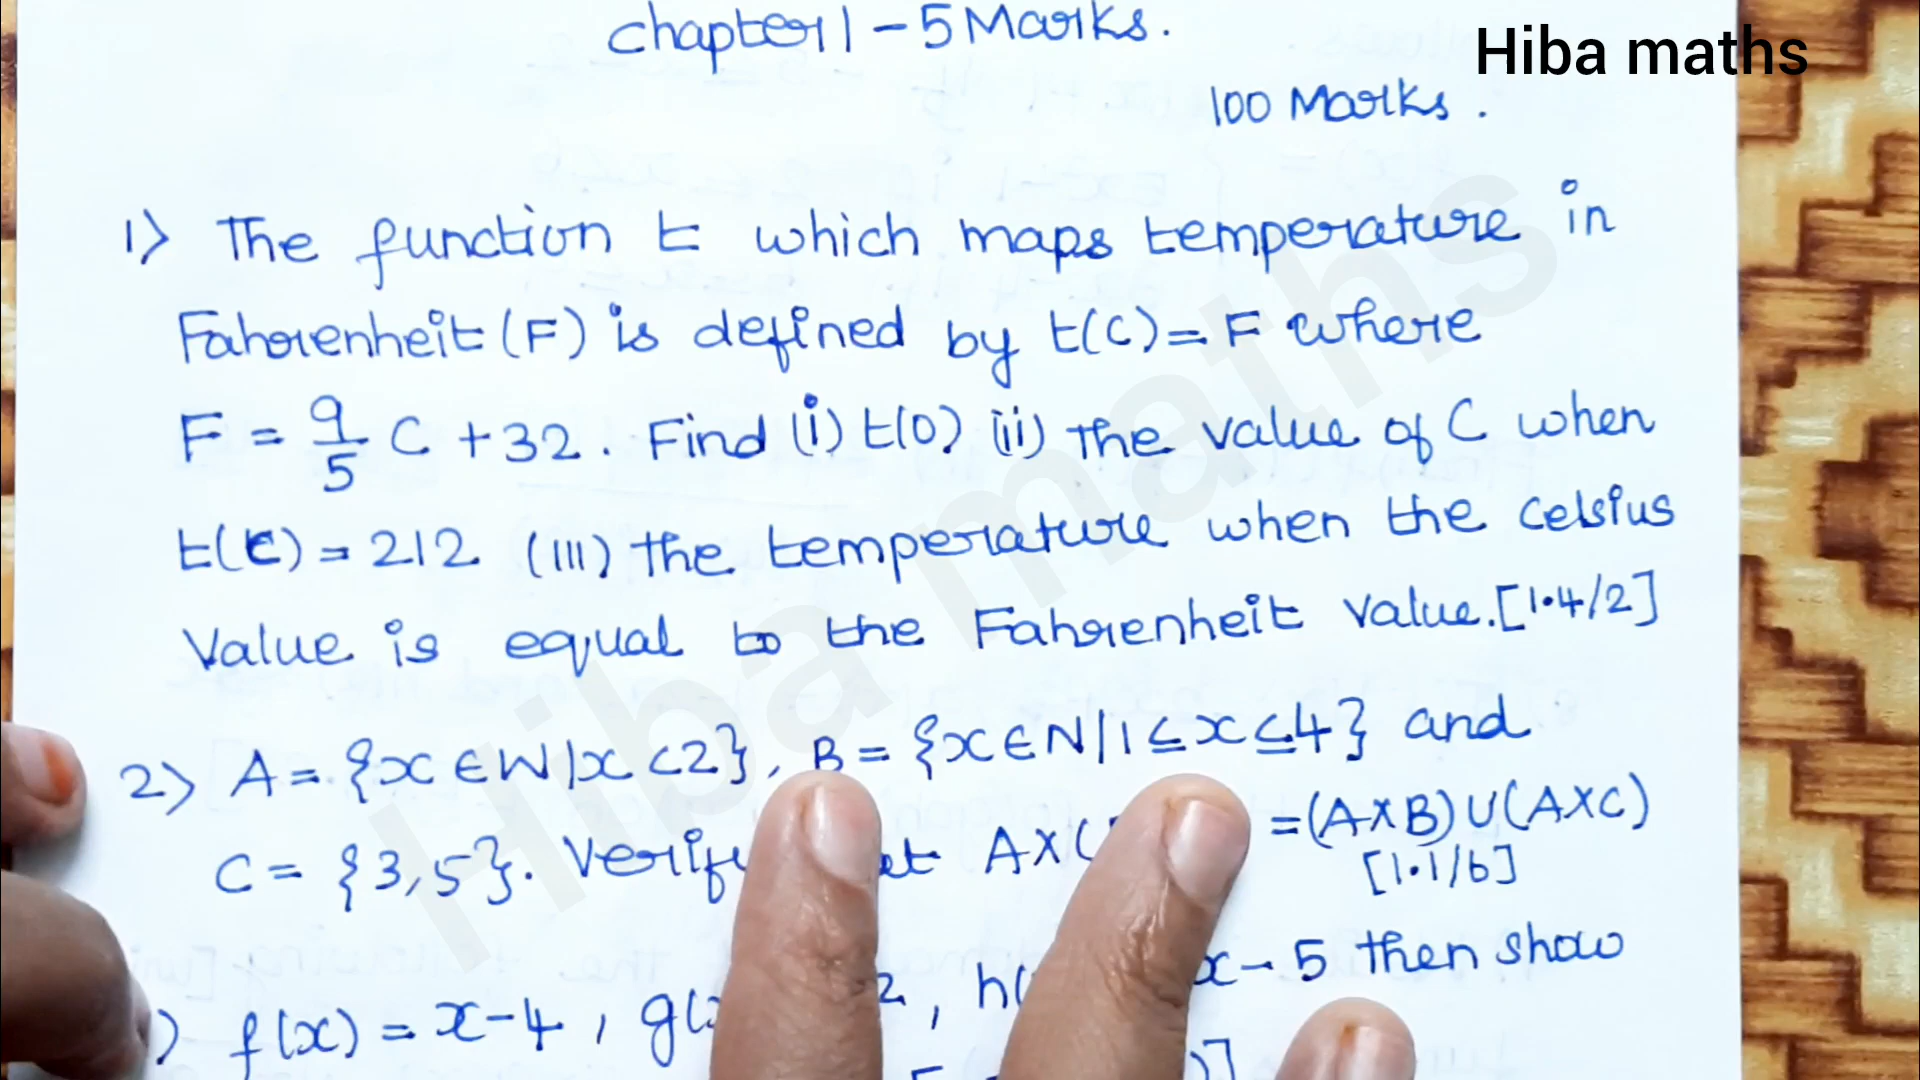 chapter 1 - 5 Marks.
Hiba maths
100 Marks.
1) The function t which maps temperature in
Fahrenheit (F) is defined by t(C) = F where
F = 9/5 C + 32. Find (i) t(0) (ii) The value of C when
t(C) = 212 (iii) the temperature when the celsius
Value is equal to the Fahrenheit value. [1.4/2]
2) A = {x ∈ W | x < 2}, B = {x ∈ N | 1 ≤ x ≤ 4} and
C = {3, 5}. A × ( = (A × B) ∪ (A × C)
[1.1/6]
) f(x) = x - 4, g( 2, h( x - 5 then show
)]
Hiba maths